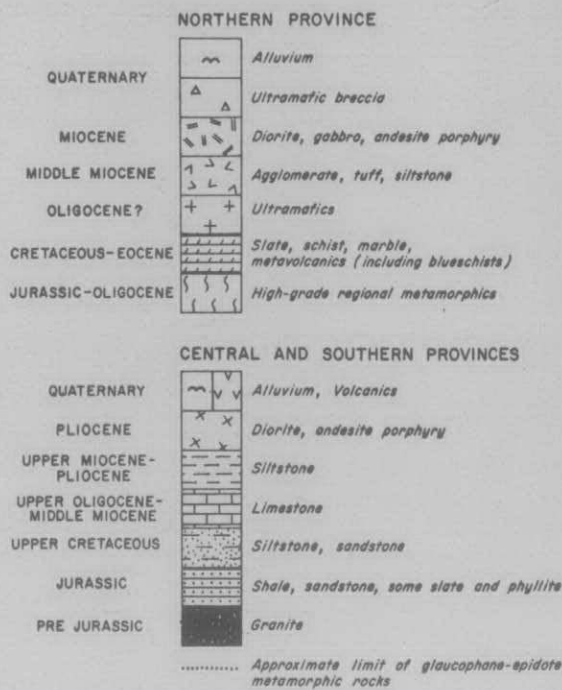 NORTHERN PROVINCE
QUATERNARY
Alluvium
Ultramatic breccia
MIOCENE
Diorite, gabbro, andesite porphyry
MIDDLE MIOCENE
Agglomerate, tuff, siltstone
OLIGOCENE?
Ultramatics
CRETACEOUS-EOCENE
Slate, schist, marble,
metavolcanics (including blueschists)
JURASSIC-OLIGOCENE
High-grade regional metamorphics
CENTRAL AND SOUTHERN PROVINCES
QUATERNARY
Alluvium, Volcanics
PLIOCENE
Diorite, andesite porphyry
UPPER MIOCENE-
PLIOCENE
Siltstone
UPPER OLIGOCENE-
MIDDLE MIOCENE
Limestone
UPPER CRETACEOUS
Siltstone, sandstone
JURASSIC
Shale, sandstone, some slate and phyllite
PRE JURASSIC
Granite
Approximate limit of glaucophane-epidote
metamorphic rocks